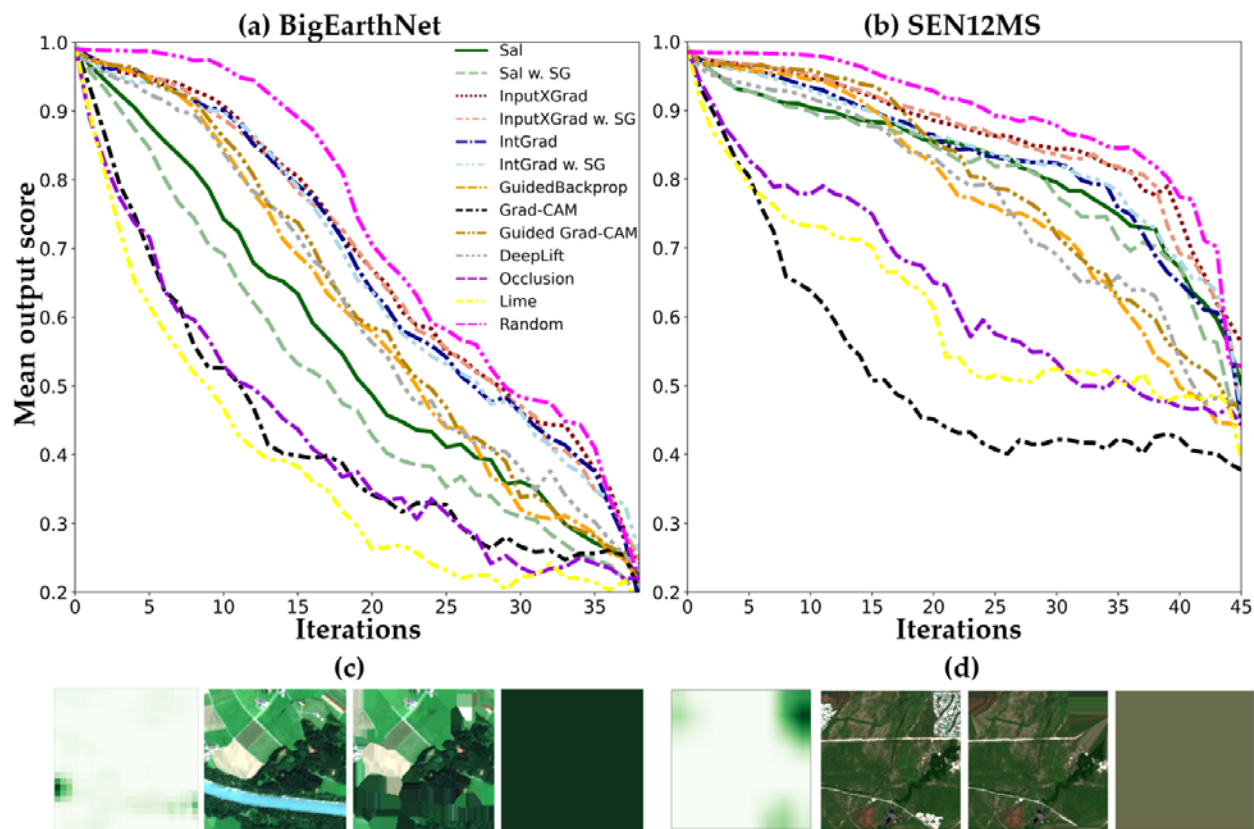 (a) BigEarthNet
(b) SEN12MS
Mean output score
1.0
0.9
0.8
0.7
0.6
0.5
0.4
0.3
0.2
0
5
10
15
20
25
30
35
Iterations
Sal
Sal w. SG
InputXGrad
InputXGrad w. SG
IntGrad
IntGrad w. SG
GuidedBackprop
Grad-CAM
Guided Grad-CAM
DeepLift
Occlusion
Lime
Random
1.0
0.9
0.8
0.7
0.6
0.5
0.4
0.3
0.2
0
5
10
15
20
25
30
35
40
45
Iterations
(c)
(d)